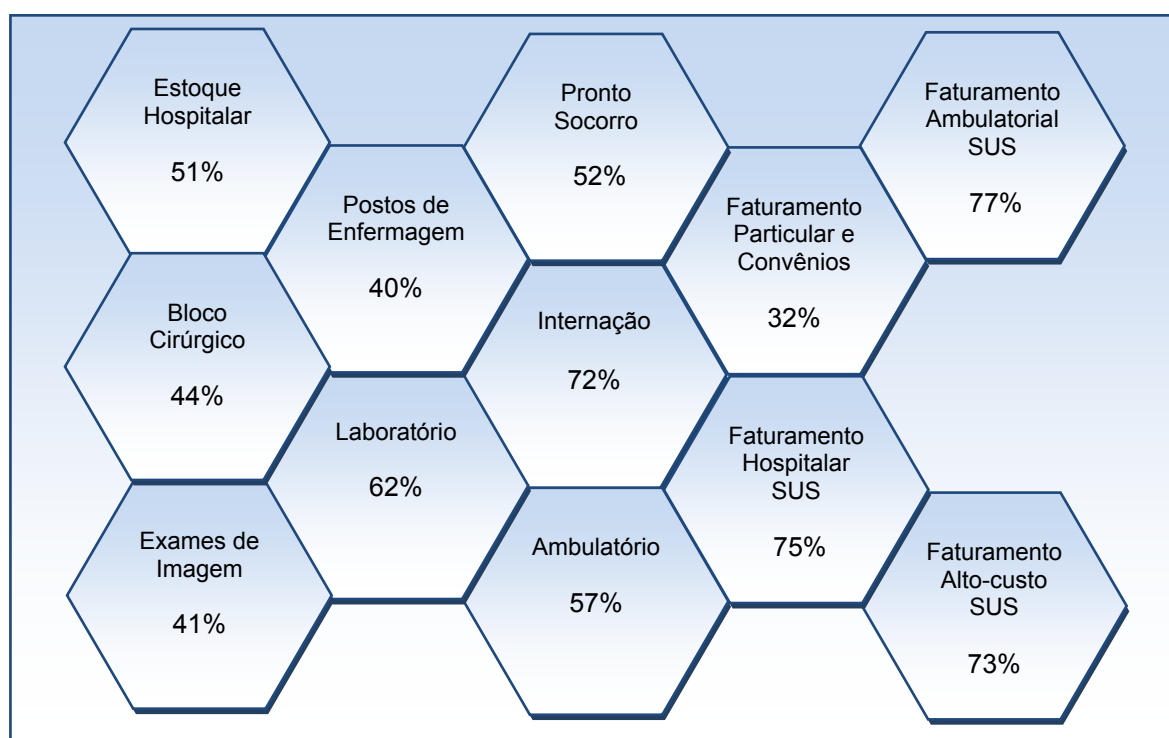 Estoque
Hospitalar
51%
Pronto
Socorro
52%
Faturamento
Ambulatorial
SUS
77%
Postos de
Enfermagem
40%
Faturamento
Particular e
Convênios
32%
Bloco
Cirúrgico
44%
Internação
72%
Laboratório
62%
Faturamento
Hospitalar
SUS
75%
Exames de
Imagem
41%
Ambulatório
57%
Faturamento
Alto-custo
SUS
73%